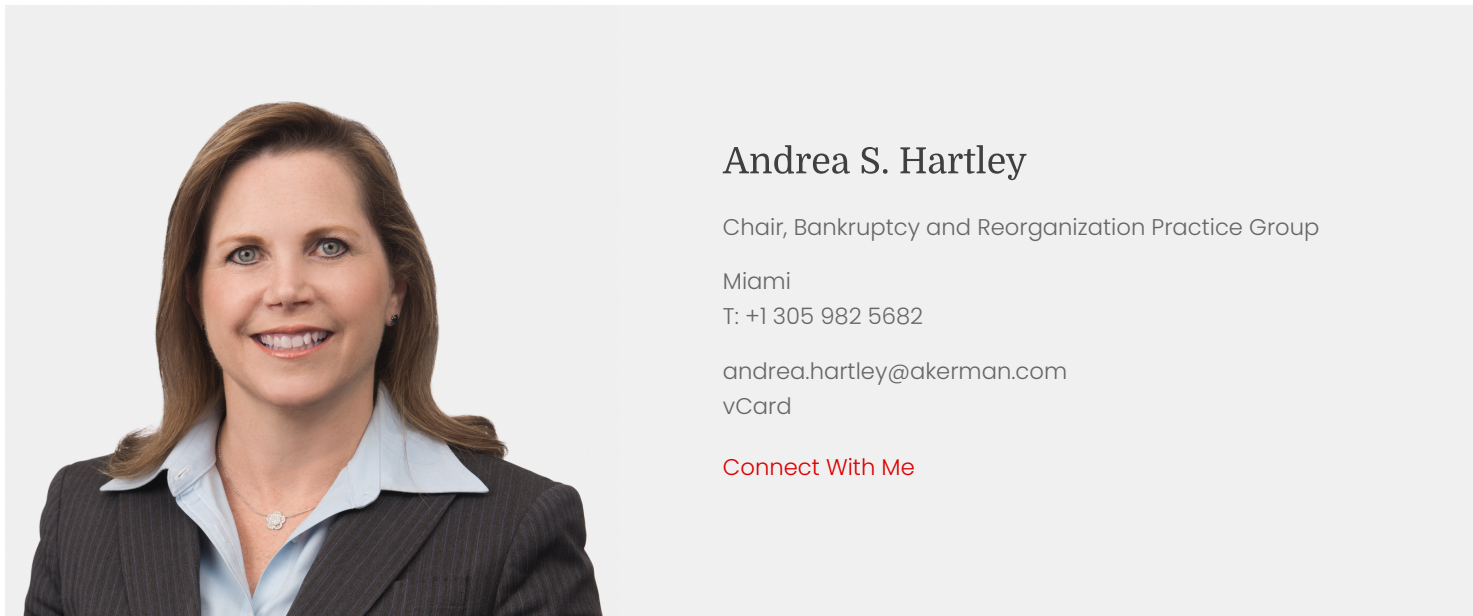 Andrea S. Hartley
Chair, Bankruptcy and Reorganization Practice Group
Miami
T: +1 305 982 5682
andrea.hartley@akerman.com
vCard
Connect With Me